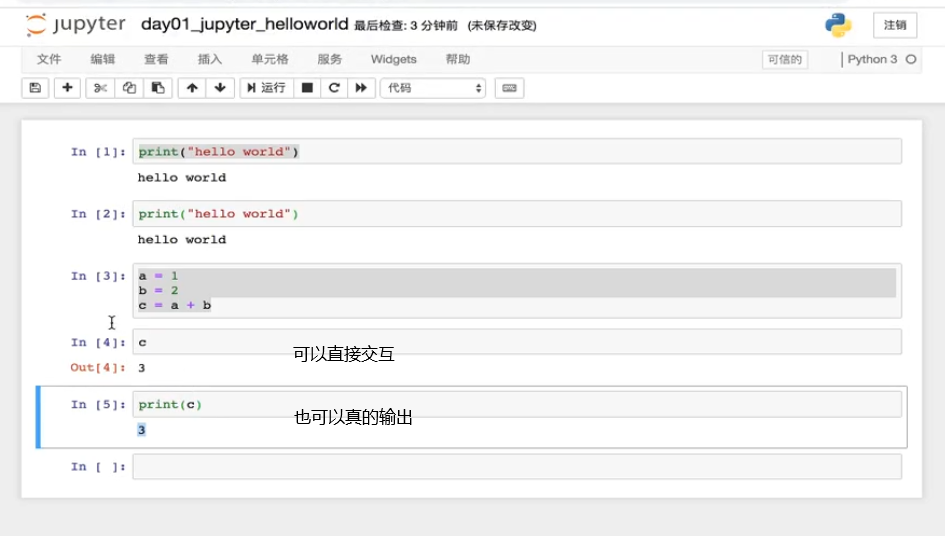 jupyter day01_jupyter_helloworld 最后检查: 3 分钟前 (未保存改变) 注销
文件 编辑 查看 插入 单元格 服务 Widgets 帮助 可信的 Python 3
运行 代码
In [1]: print("hello world")
hello world
In [2]: print("hello world")
hello world
In [3]: a = 1
b = 2
c = a + b
In [4]: c
可以直接交互
Out[4]: 3
In [5]: print(c)
也可以真的输出
3
In [ ]: